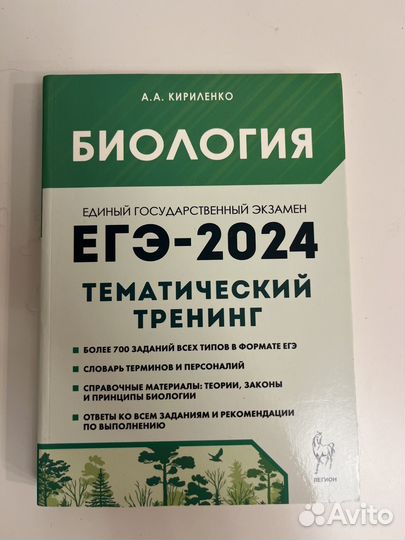 А.А. КИРИЛЕНКО
БИОЛОГИЯ
ЕДИНЫЙ ГОСУДАРСТВЕННЫЙ ЭКЗАМЕН
ЕГЭ-2024
ТЕМАТИЧЕСКИЙ
ТРЕНИНГ
БОЛЕЕ 700 ЗАДАНИЙ ВСЕХ ТИПОВ В ФОРМАТЕ ЕГЭ
СЛОВАРЬ ТЕРМИНОВ И ПЕРСОНАЛИЙ
СПРАВОЧНЫЕ МАТЕРИАЛЫ: ТЕОРИИ, ЗАКОНЫ
И ПРИНЦИПЫ БИОЛОГИИ
ОТВЕТЫ КО ВСЕМ ЗАДАНИЯМ И РЕКОМЕНДАЦИИ
ПО ВЫПОЛНЕНИЮ
ЛЕГИОН
Avito